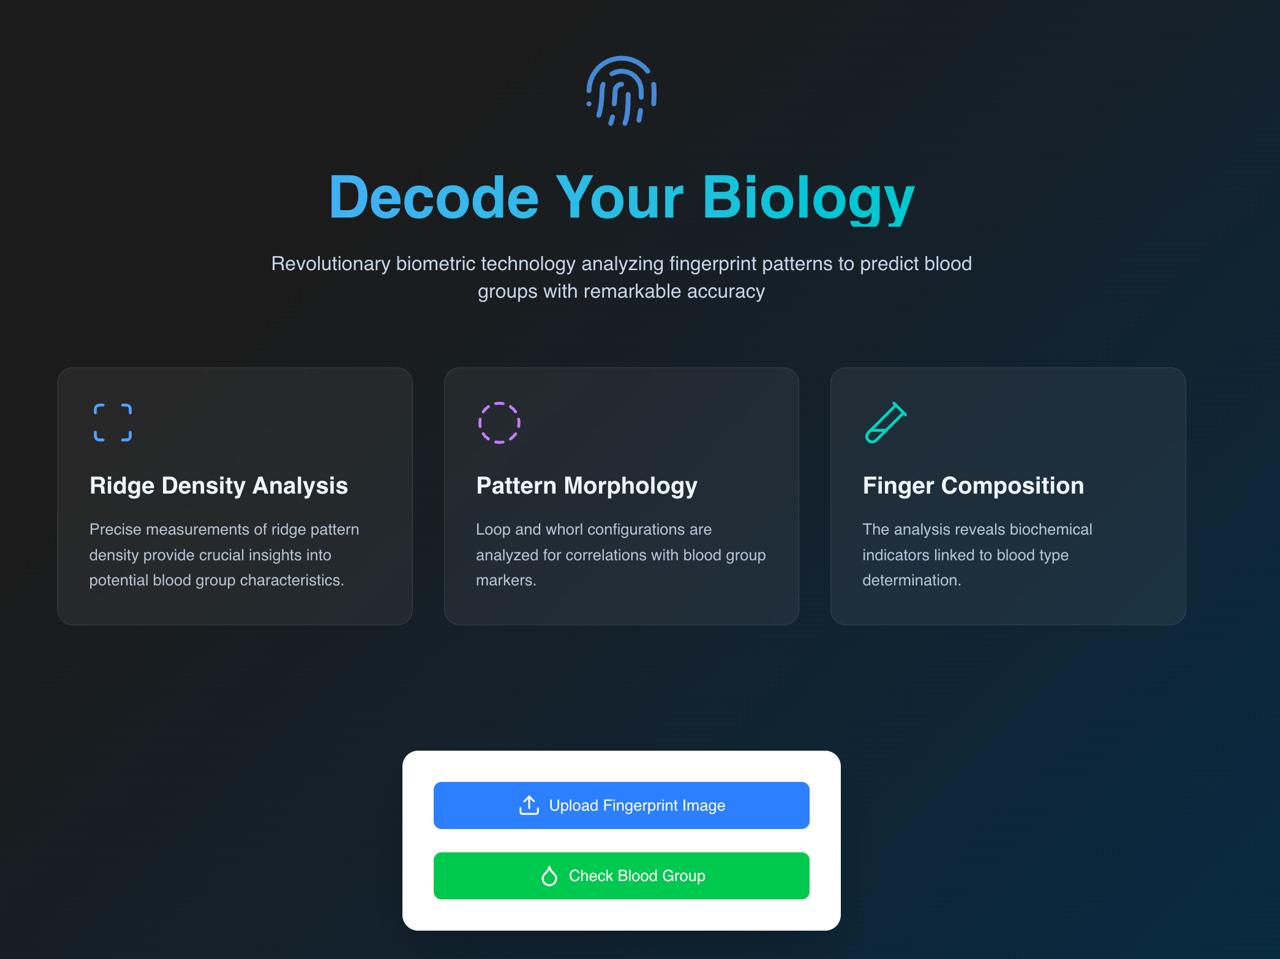 Decode Your Biology
Revolutionary biometric technology analyzing fingerprint patterns to predict blood
groups with remarkable accuracy
Ridge Density Analysis
Precise measurements of ridge pattern
density provide crucial insights into
potential blood group characteristics.
Pattern Morphology
Loop and whorl configurations are
analyzed for correlations with blood group
markers.
Finger Composition
The analysis reveals biochemical
indicators linked to blood type
determination.
Upload Fingerprint Image
Check Blood Group